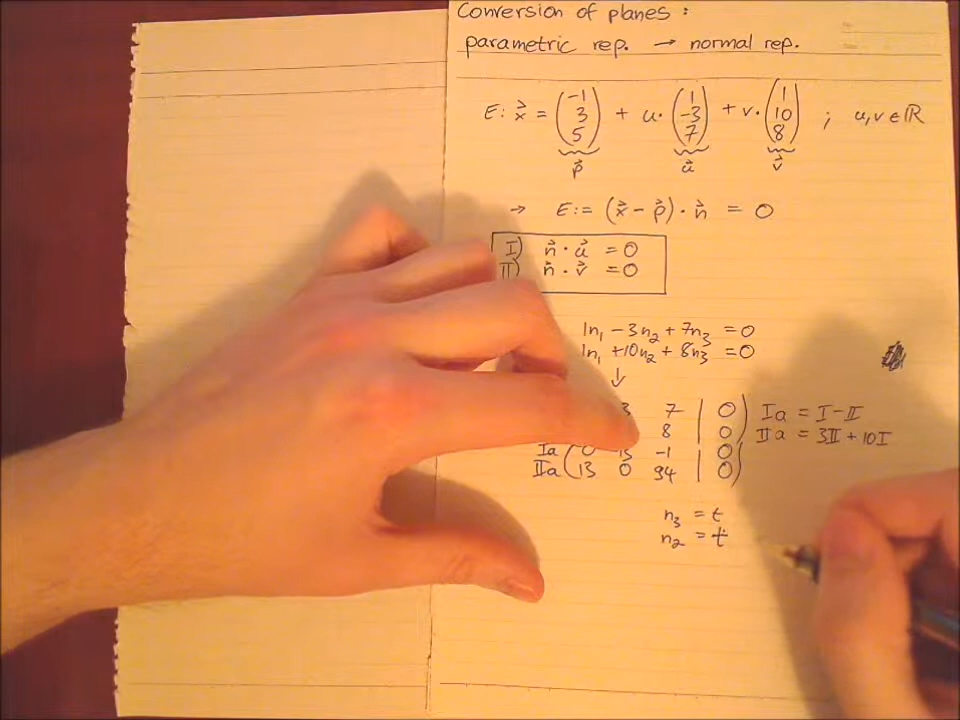 Conversion of planes :
parametric rep. → normal rep.
E: x⃗ = (-1 3 5) + u· (1 -3 7) + v· (1 10 8) ; u,v ∈ ℝ
p⃗ u⃗ v⃗
→ E:= (x⃗ - p⃗) · n⃗ = 0
I) n⃗ · u⃗ = 0
II) n⃗ · v⃗ = 0
1n₁ - 3n₂ + 7n₃ = 0
1n₁ + 10n₂ + 8n₃ = 0
↓
3 7 | 0) Ia = I - II
8 | 0) IIa = 3II + 10I
Ia (0 13 -1 | 0)
IIa (13 0 94 | 0)
n₃ = t
n₂ = t